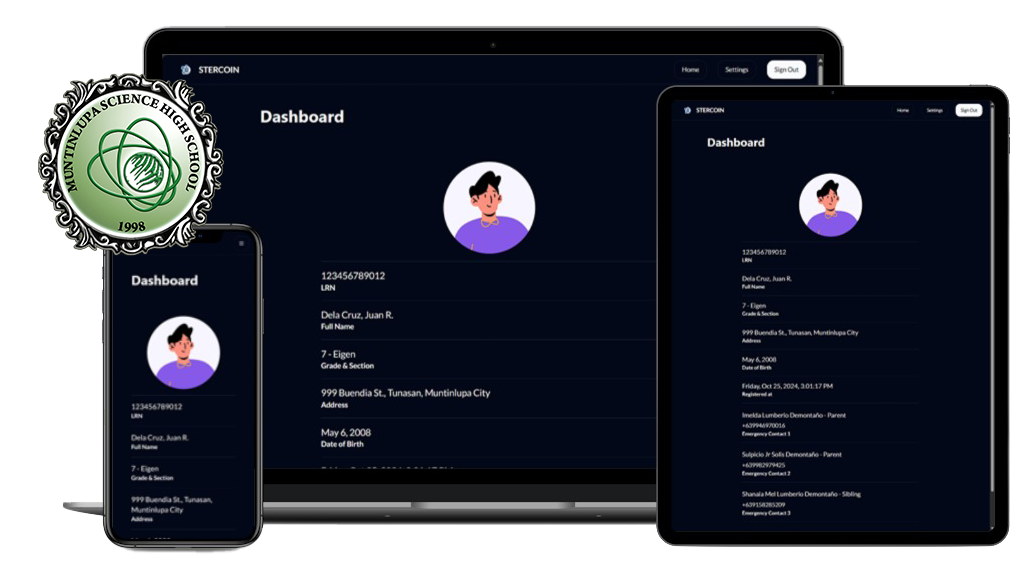 STERCOIN
Home
Settings
Sign Out
Dashboard
123456789012
LRN
Dela Cruz, Juan R.
Full Name
7 - Eigen
Grade & Section
999 Buendia St., Tunasan, Muntinlupa City
Address
May 6, 2008
Date of Birth
MUNTINLUPA SCIENCE HIGH SCHOOL
1998
Dashboard
123456789012
LRN
Dela Cruz, Juan R.
Full Name
7 - Eigen
Grade & Section
999 Buendia St., Tunasan,
Muntinlupa City
Address
STERCOIN
Home
Settings
Sign Out
Dashboard
123456789012
LRN
Dela Cruz, Juan R.
Full Name
7 - Eigen
Grade & Section
999 Buendia St., Tunasan, Muntinlupa City
Address
May 6, 2008
Date of Birth
Friday, Oct 25, 2024, 3:01:17 PM
Registered at
Imelda Lumberio Demontaño - Parent
+639946970016
Emergency Contact 1
Sulpicio Jr Solis Demontaño - Parent
+639982979425
Emergency Contact 2
Shanaia Mel Lumberio Demontaño - Sibling
+639158285209
Emergency Contact 3